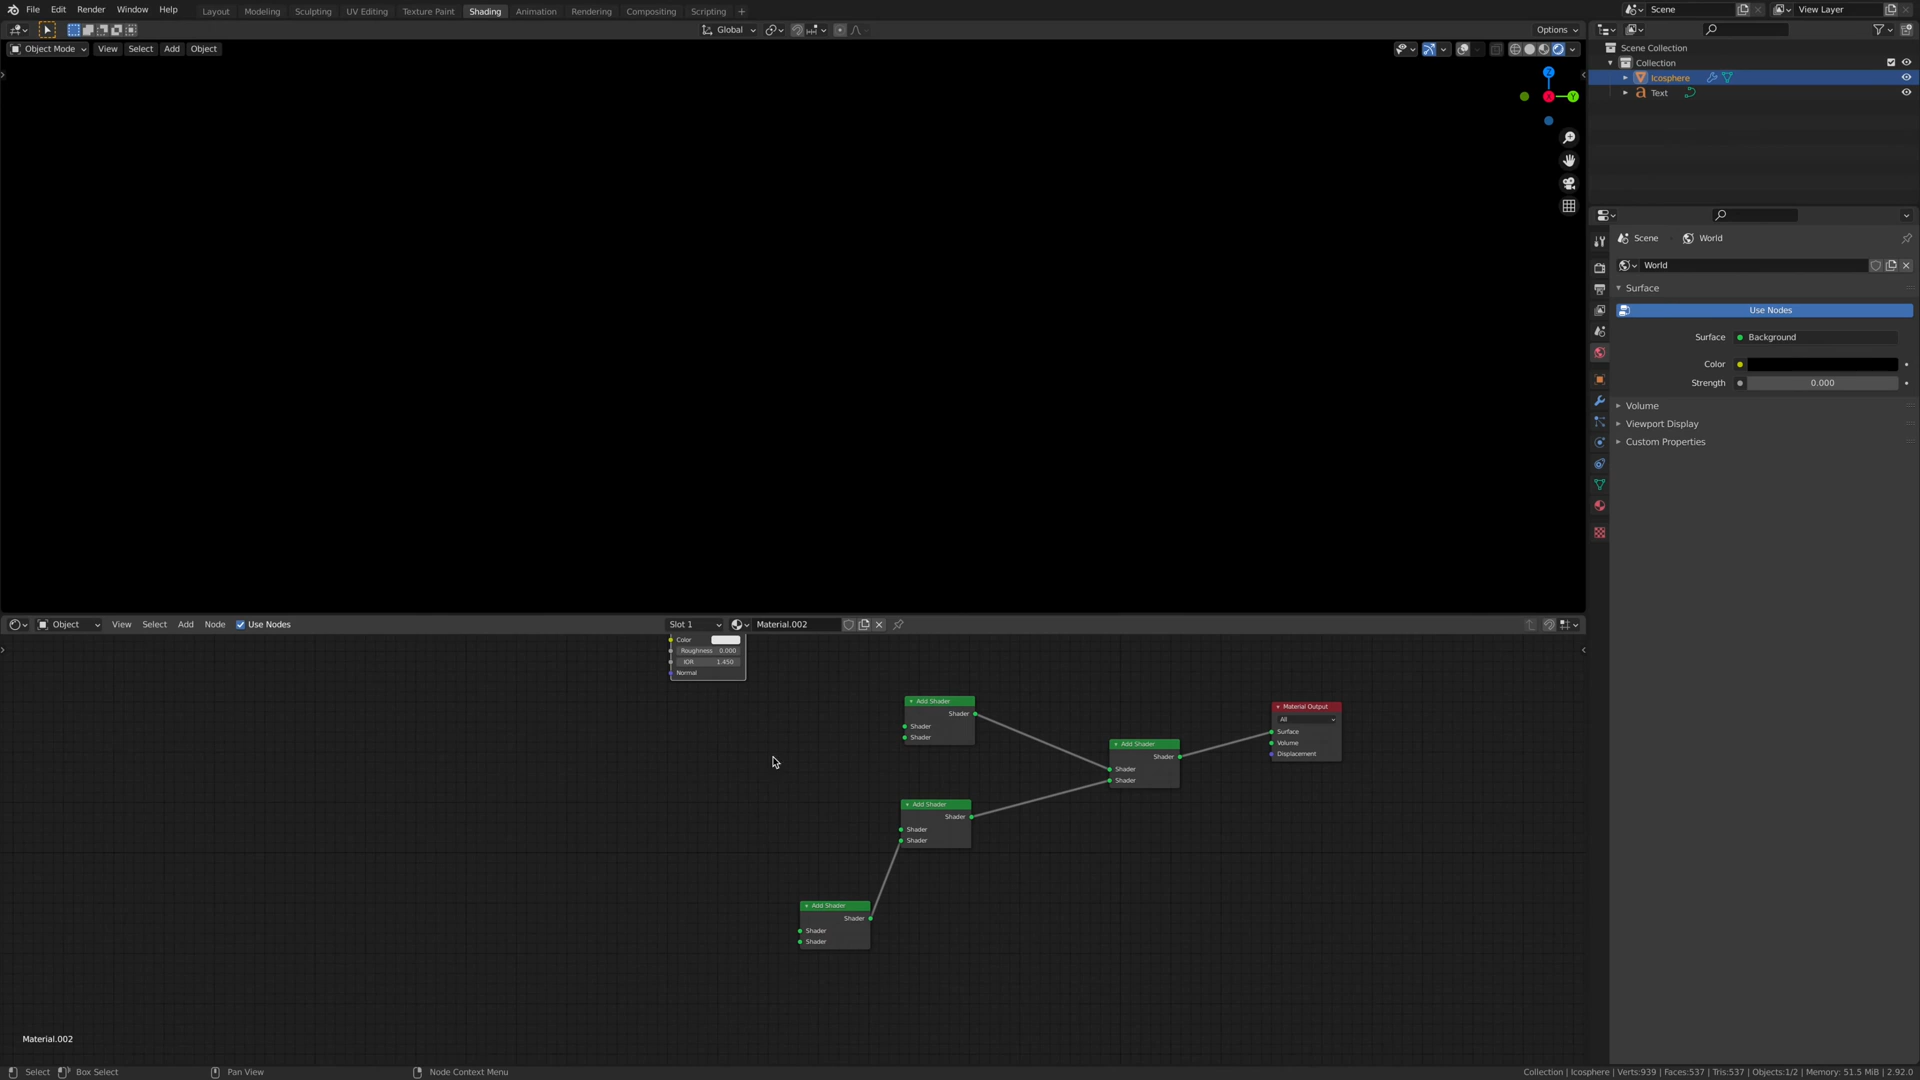 File Edit Render Window Help Layout Modeling Sculpting UV Editing Texture Paint Shading Animation Rendering Compositing Scripting + Scene View Layer
Global Options
Object Mode View Select Add Object
Z
X
Y
Scene Collection
Collection
Icosphere
Text
Scene World
World
Surface
Use Nodes
Surface Background
Color
Strength 0.000
Volume
Viewport Display
Custom Properties
Object View Select Add Node Use Nodes Slot 1 Material.002
Color
Roughness 0.000
IOR 1.450
Normal
Add Shader
Shader
Shader
Shader
Add Shader
Shader
Shader
Shader
Material Output
All
Surface
Volume
Displacement
Add Shader
Shader
Shader
Shader
Add Shader
Shader
Shader
Shader
Material.002
Select Box Select Pan View Node Context Menu Collection | Icosphere | Verts:939 | Faces:537 | Tris:537 | Objects:1/2 | Memory: 51.5 MiB | 2.92.0